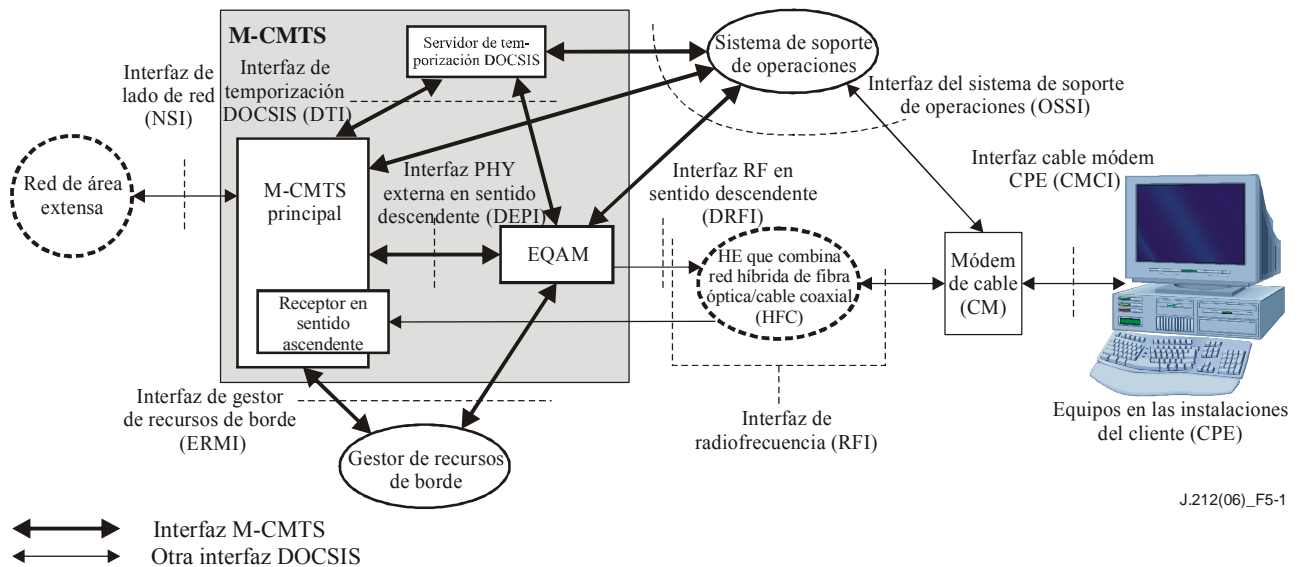 M-CMTS
Servidor de tem-
porización DOCSIS
Sistema de soporte
de operaciones
Interfaz de
lado de red
(NSI)
Interfaz de
temporización
DOCSIS (DTI)
Interfaz del sistema de soporte
de operaciones (OSSI)
Red de área
extensa
M-CMTS
principal
Interfaz PHY
externa en sentido
descendente (DEPI)
Interfaz RF en
sentido descendente
(DRFI)
Interfaz cable módem
CPE (CMCI)
EQAM
HE que combina
red híbrida de fibra
óptica/cable coaxial
(HFC)
Módem
de cable
(CM)
Receptor en
sentido
ascendente
Interfaz de gestor
de recursos de borde
(ERMI)
Interfaz de
radiofrecuencia (RFI)
Equipos en las instalaciones
del cliente (CPE)
Gestor de recursos
de borde
J.212(06)_F5-1
Interfaz M-CMTS
Otra interfaz DOCSIS